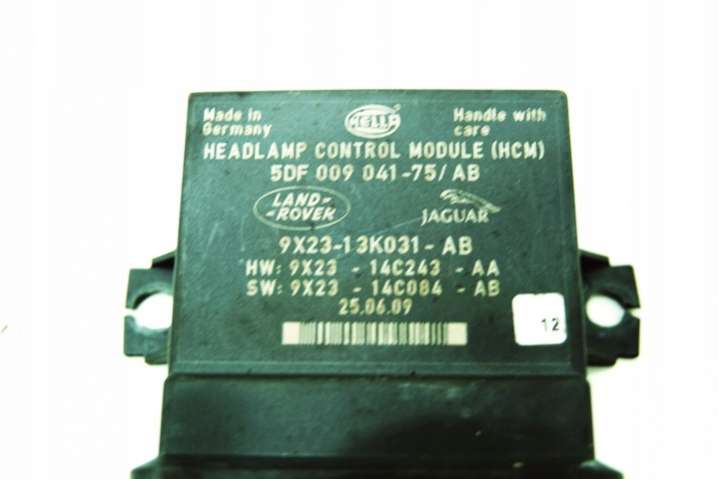 Made in
Germany
HELLA
Handle with
care
HEADLAMP CONTROL MODULE (HCM)
5DF 009 041-75/AB
LAND-
-ROVER
JAGUAR
9X23-13K031-AB
HW: 9X23 - 14C243 - AA
SW: 9X23 - 14C084 - AB
25.06.09
12